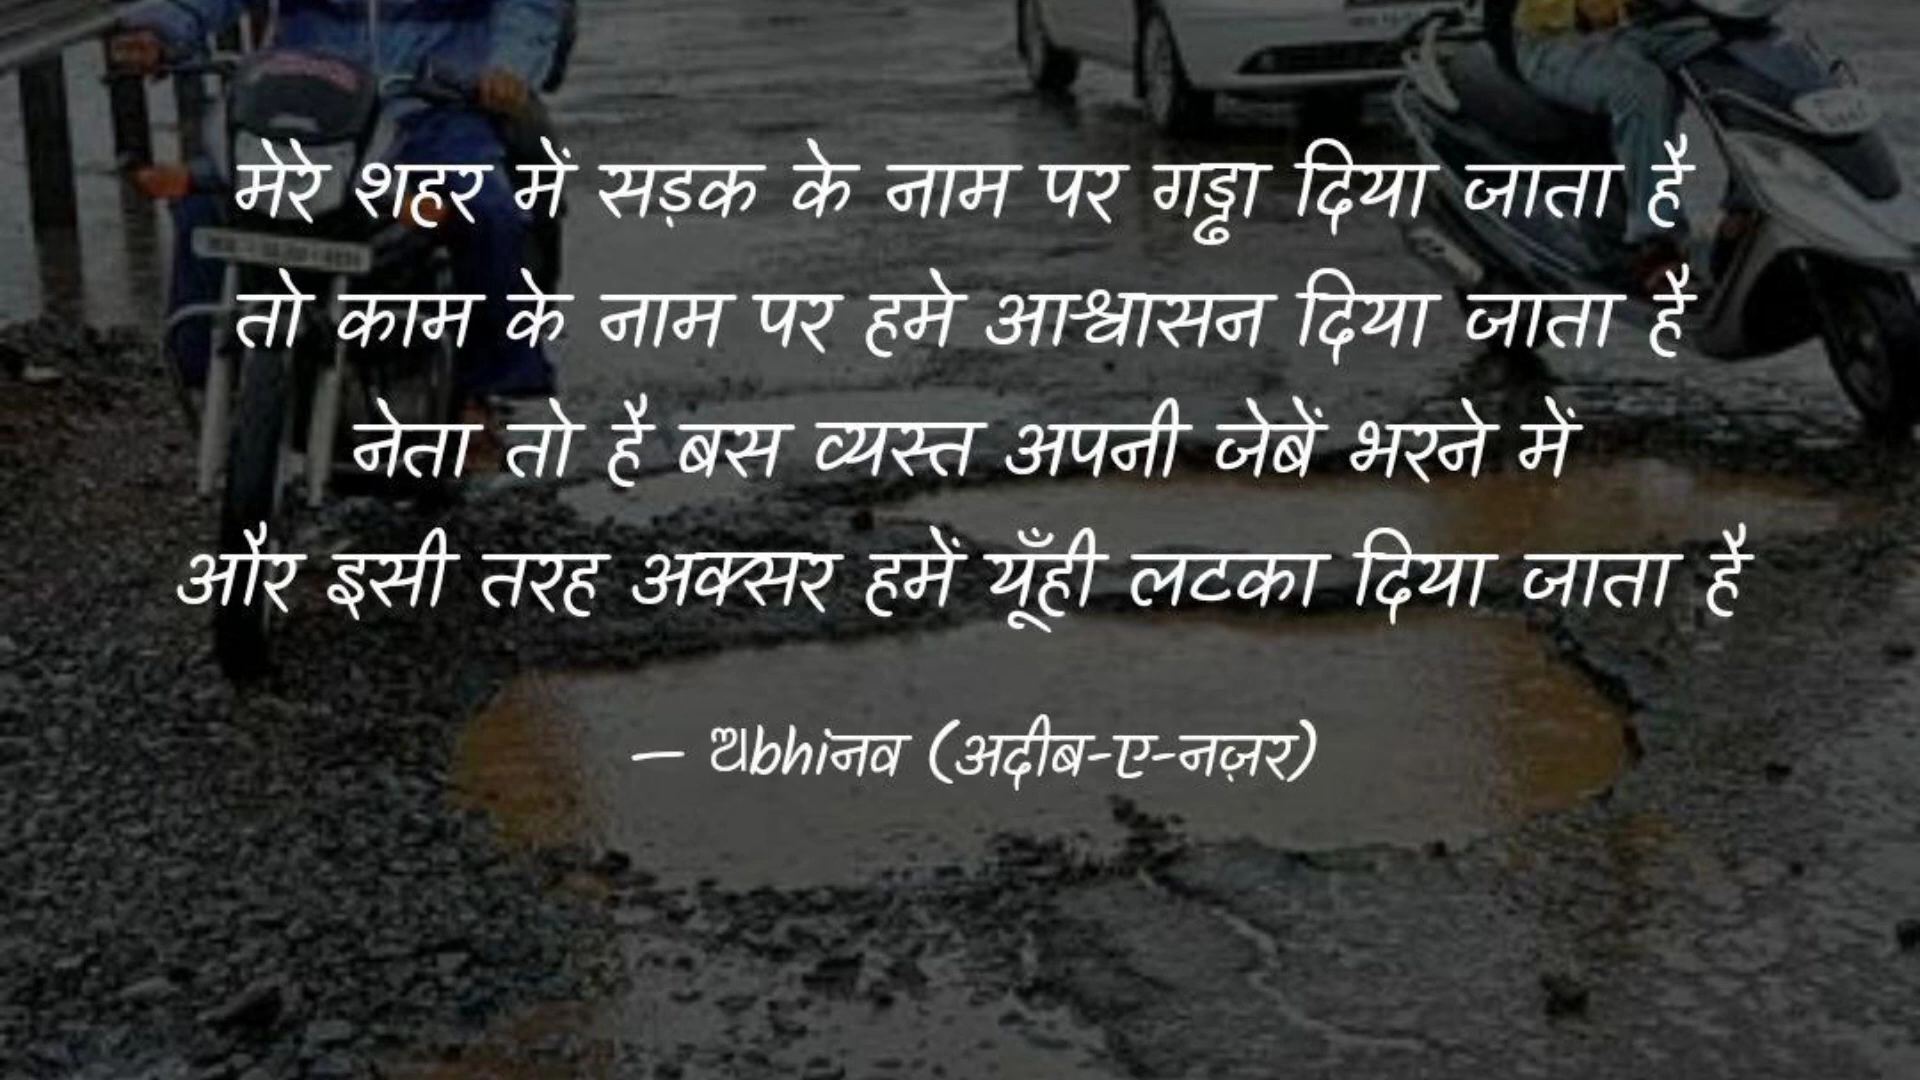 मेरे शहर में सड़क के नाम पर गड्ढा दिया जाता है
तो काम के नाम पर हमे आश्वासन दिया जाता है
नेता तो है बस व्यस्त अपनी जेबें भरने में
और इसी तरह अक्सर हमें यूँही लटका दिया जाता है
— थbhiनव (अदीब-ए-नज़र)